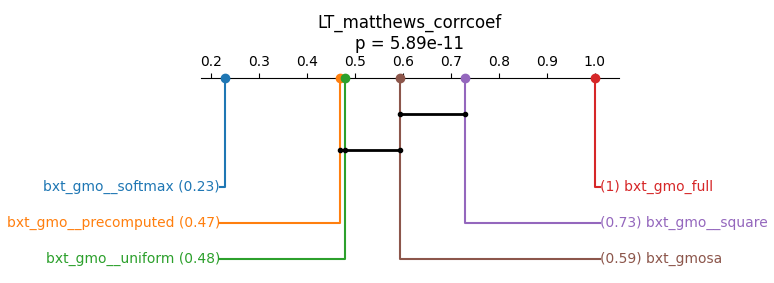 LT_matthews_corrcoef
p = 5.89e-11
0.2 0.3 0.4 0.5 0.6 0.7 0.8 0.9 1.0
bxt_gmo__softmax (0.23) (1) bxt_gmo_full
bxt_gmo__precomputed (0.47) (0.73) bxt_gmo__square
bxt_gmo__uniform (0.48) (0.59) bxt_gmosa